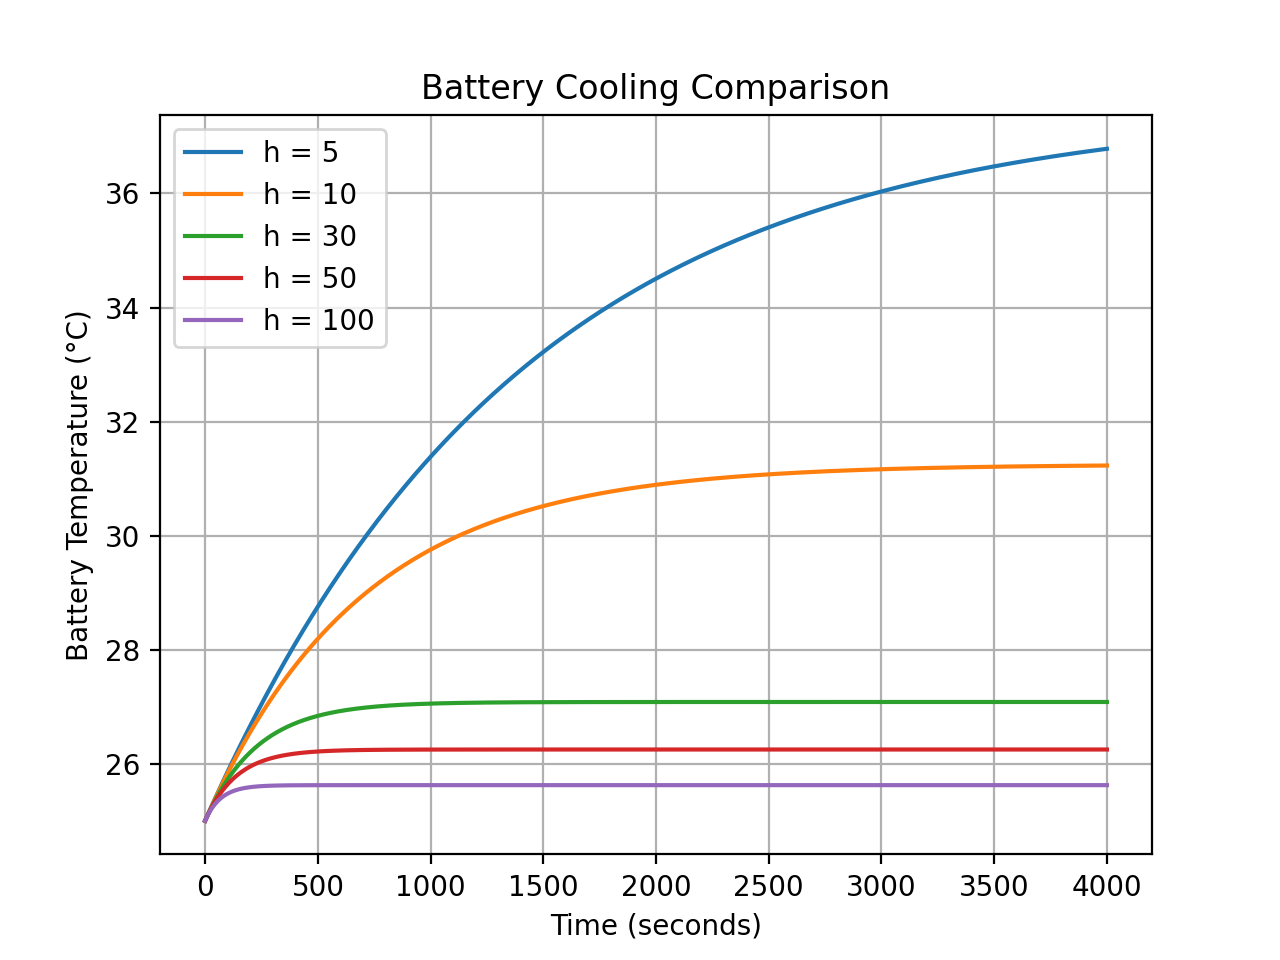 Battery Cooling Comparison
h = 5
h = 10
h = 30
h = 50
h = 100
Battery Temperature (°C)
36
34
32
30
28
26
0 500 1000 1500 2000 2500 3000 3500 4000
Time (seconds)